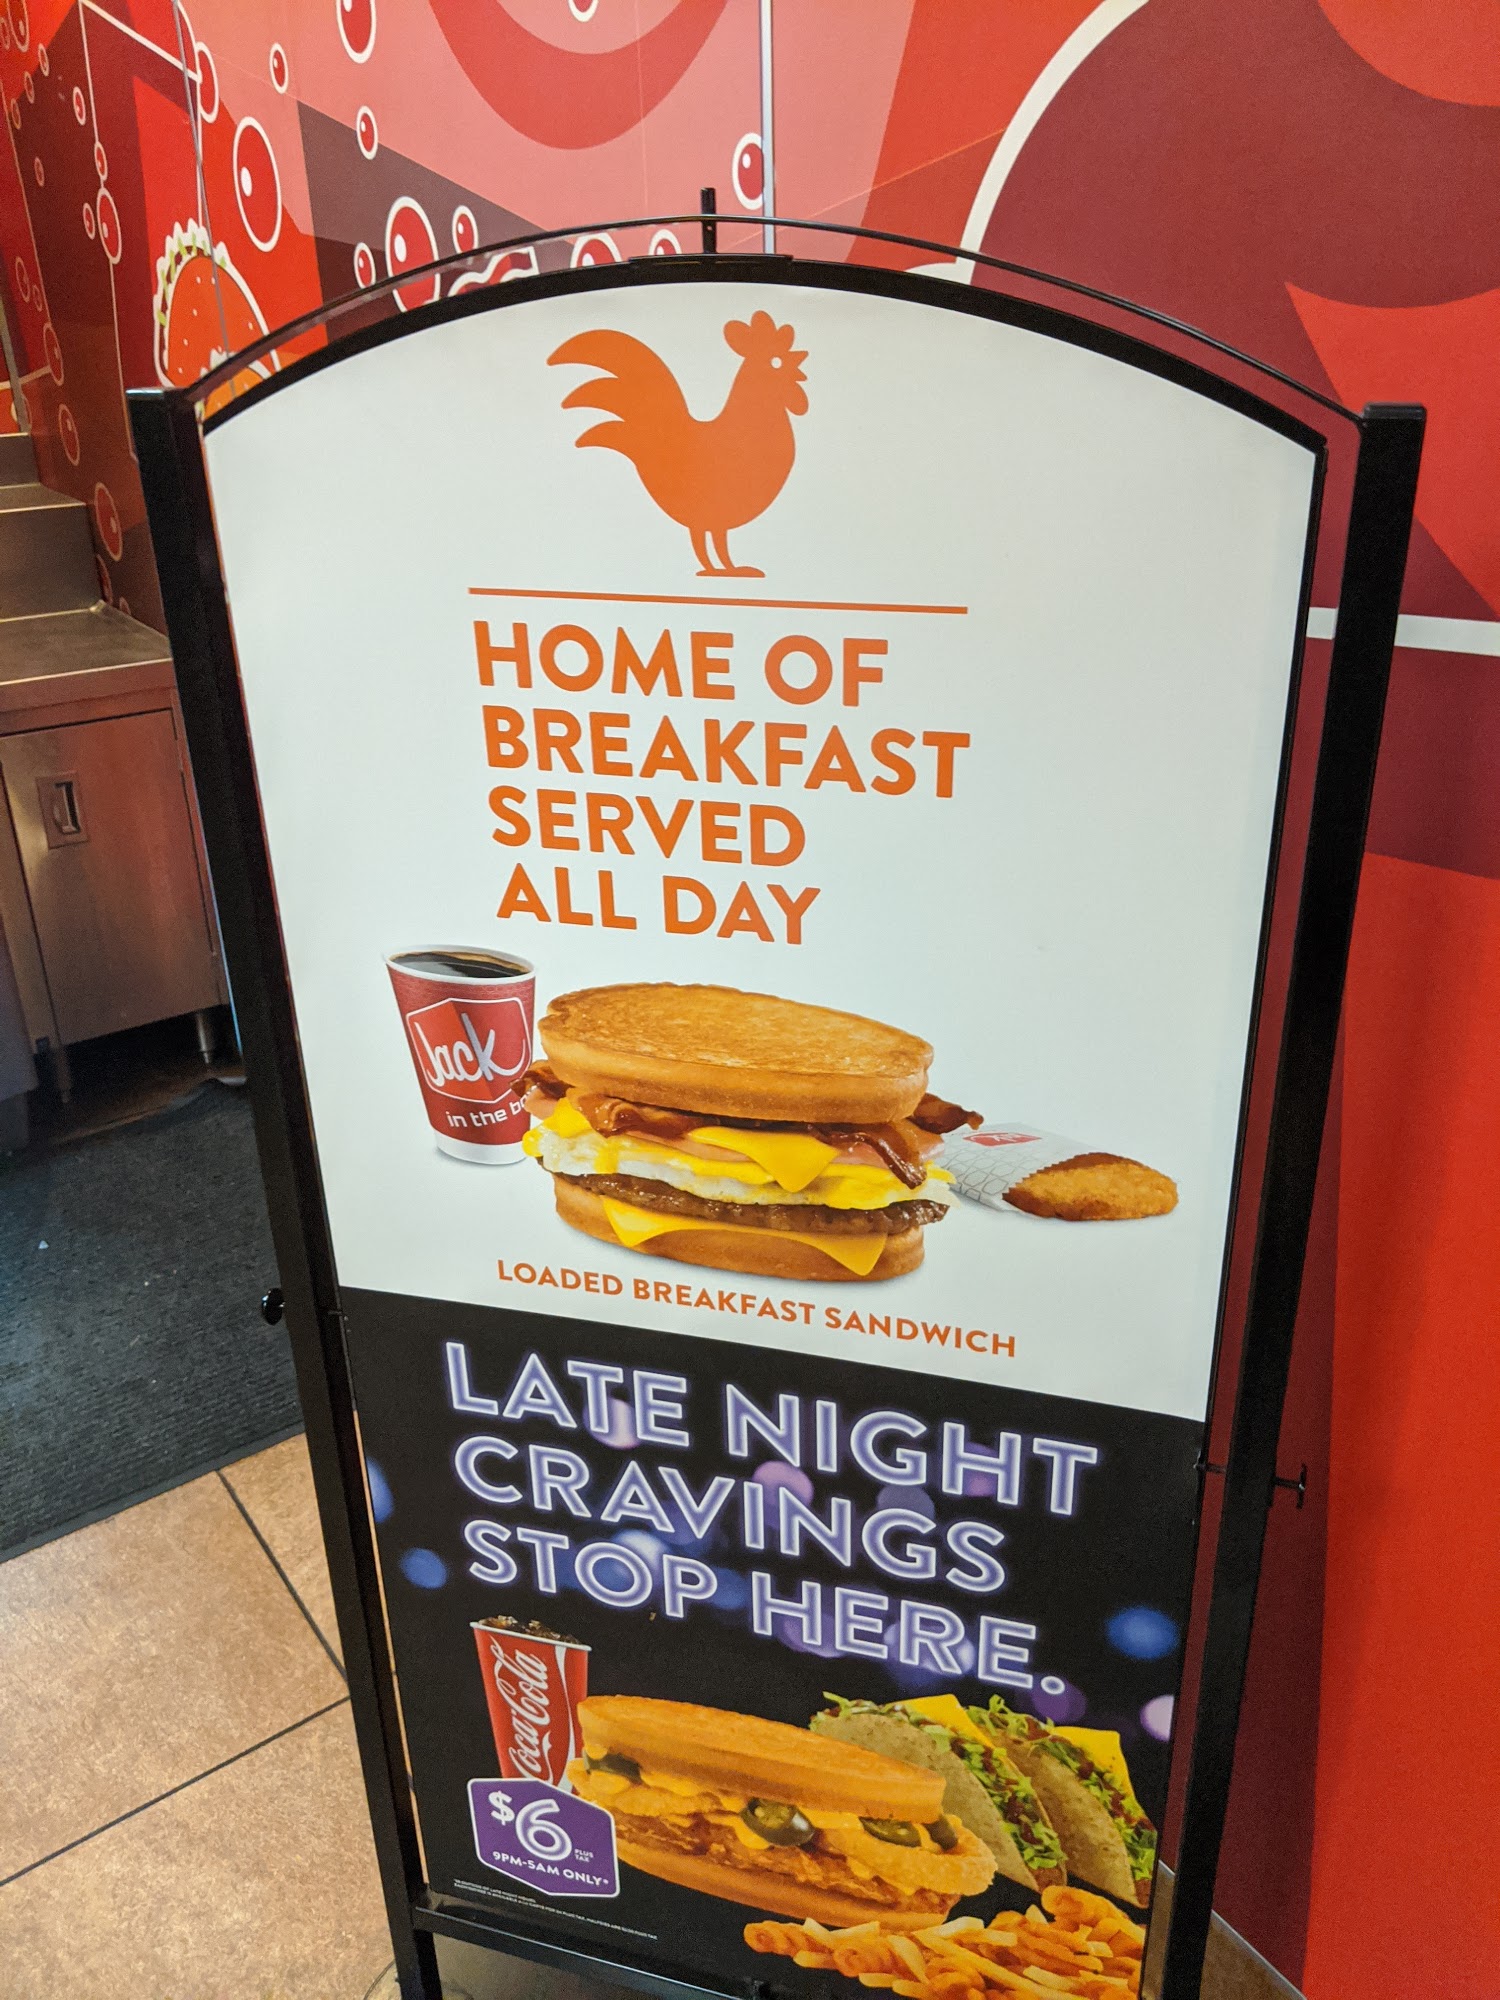 HOME OF
BREAKFAST
SERVED
ALL DAY
Jack
in the
LOADED BREAKFAST SANDWICH
LATE NIGHT
CRAVINGS
STOP HERE.
Coca-Cola
$6 PLUS TAX
9PM-5AM ONLY*